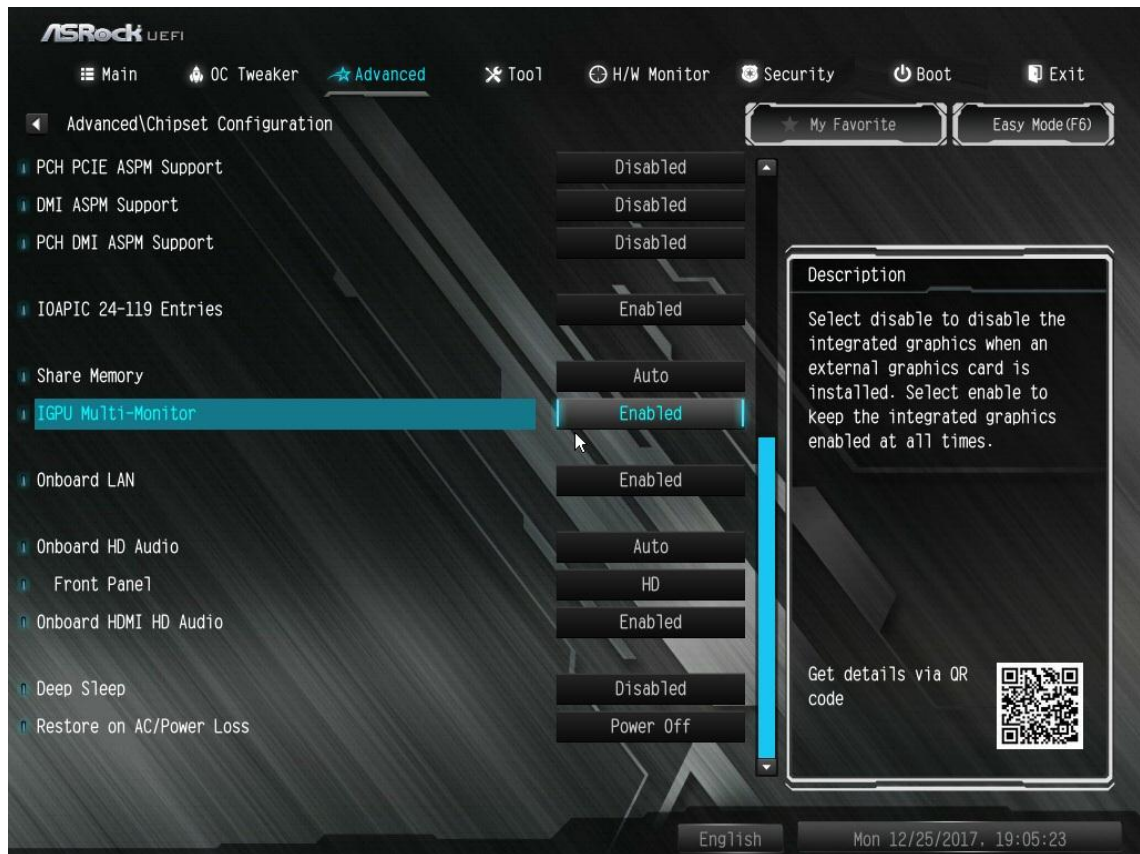 ASRock UEFI
Main OC Tweaker Advanced Tool H/W Monitor Security Boot Exit
Advanced\Chipset Configuration
My Favorite Easy Mode(F6)
PCH PCIE ASPM Support Disabled
DMI ASPM Support Disabled
PCH DMI ASPM Support Disabled
IOAPIC 24-119 Entries Enabled
Share Memory Auto
IGPU Multi-Monitor Enabled
Onboard LAN Enabled
Onboard HD Audio Auto
Front Panel HD
Onboard HDMI HD Audio Enabled
Deep Sleep Disabled
Restore on AC/Power Loss Power Off
Description
Select disable to disable the
integrated graphics when an
external graphics card is
installed. Select enable to
keep the integrated graphics
enabled at all times.
Get details via QR
code
English Mon 12/25/2017, 19:05:23